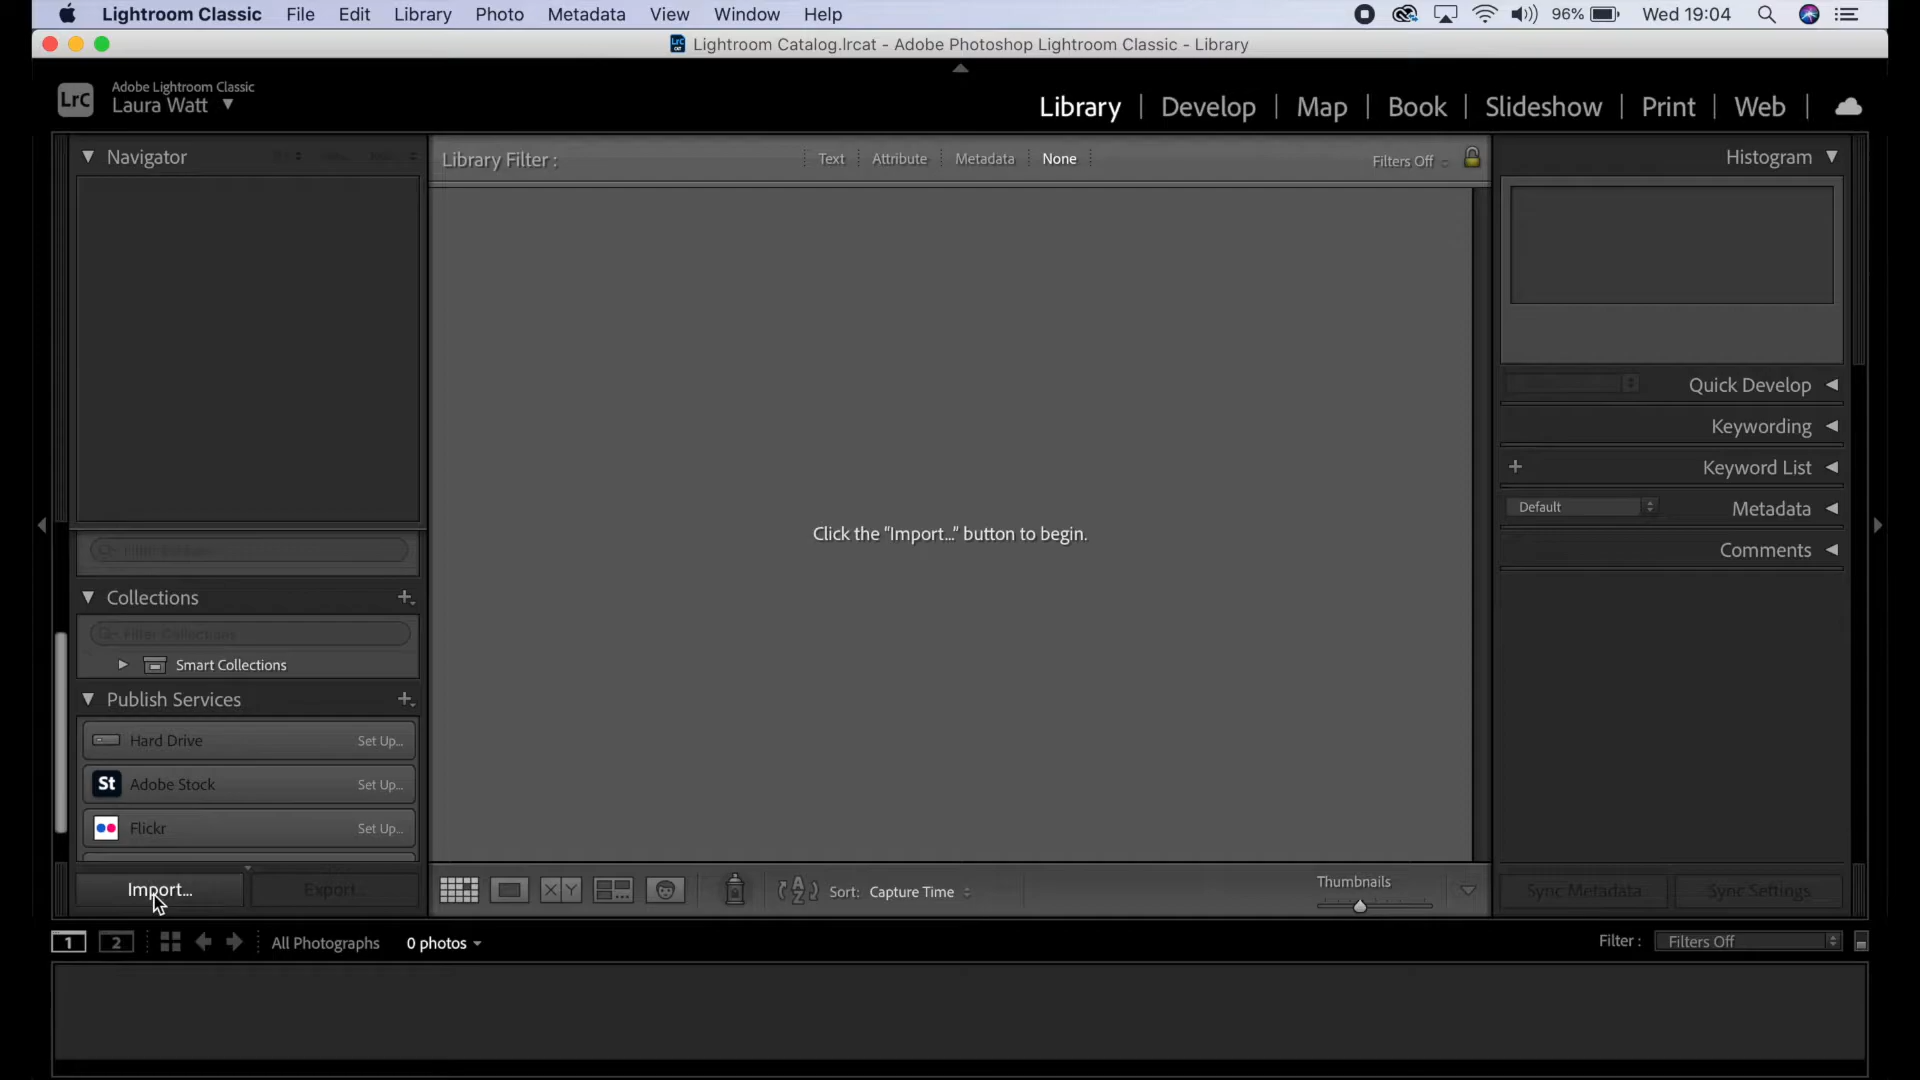 Lightroom Classic File Edit Library Photo Metadata View Window Help 96% Wed 19:04
Lightroom Catalog.lrcat - Adobe Photoshop Lightroom Classic - Library
LrC
Adobe Lightroom Classic
Laura Watt
Library | Develop | Map | Book | Slideshow | Print | Web |
Navigator
Library Filter : Text Attribute Metadata None Filters Off
Histogram
Quick Develop
Keywording
Keyword List
Default Metadata
Comments
Click the “Import...” button to begin.
Collections
Filter Collections
Smart Collections
Publish Services
Hard Drive Set Up...
St Adobe Stock Set Up...
Flickr Set Up...
Import... Export...
XY
Sort: Capture Time
Thumbnails
Sync Metadata Sync Settings
1 2 All Photographs 0 photos
Filter : Filters Off